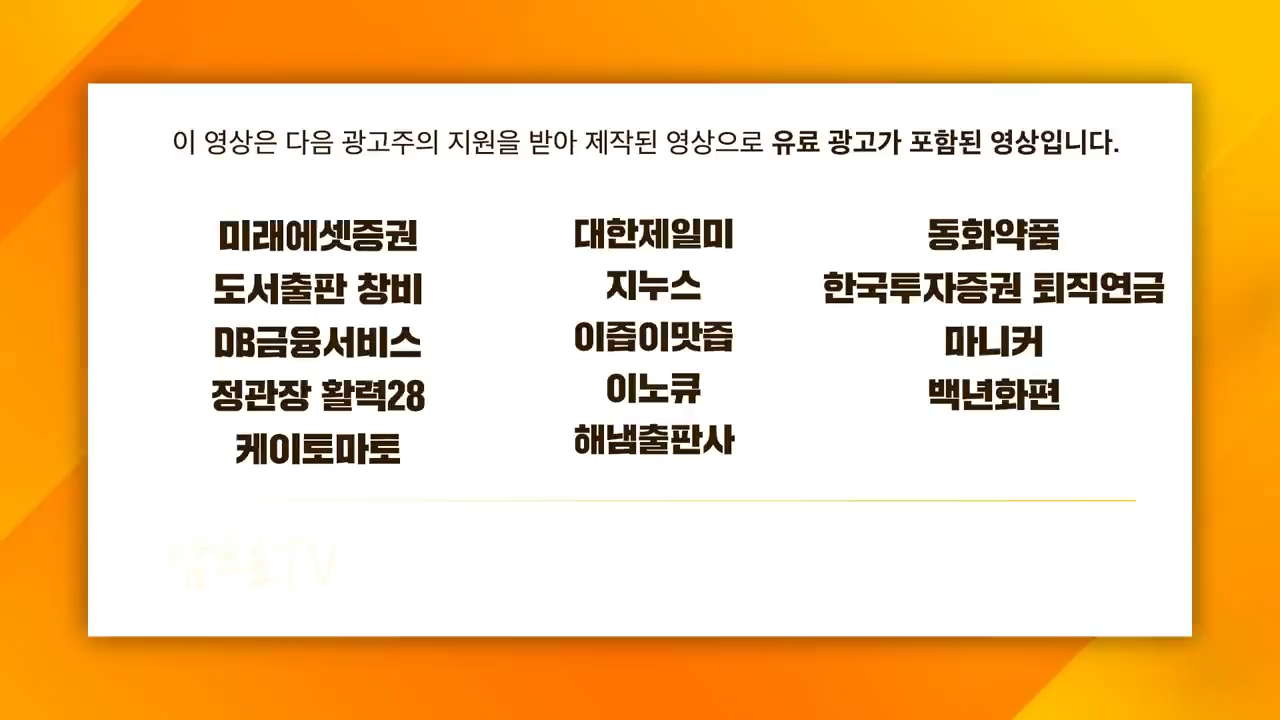 이 영상은 다음 광고주의 지원을 받아 제작된 영상으로 유료 광고가 포함된 영상입니다.
미래에셋증권
도서출판 창비
DB금융서비스
정관장 활력28
케이토마토
대한제일미
지누스
이즙이맛즙
이노큐
해냄출판사
동화약품
한국투자증권 퇴직연금
마니커
백년화편